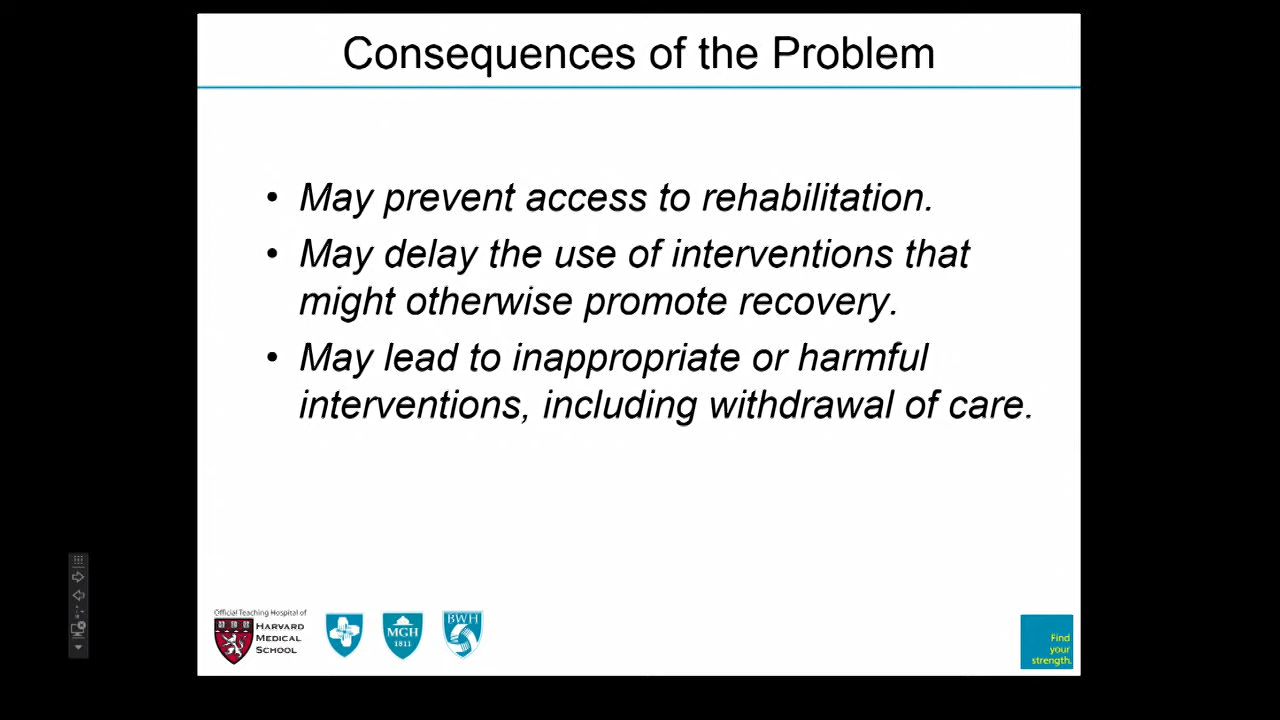 Consequences of the Problem
• May prevent access to rehabilitation.
• May delay the use of interventions that
might otherwise promote recovery.
• May lead to inappropriate or harmful
interventions, including withdrawal of care.
Official Teaching Hospital of
HARVARD
MEDICAL
SCHOOL
MGH
1811
BWH
Find
your
strength.